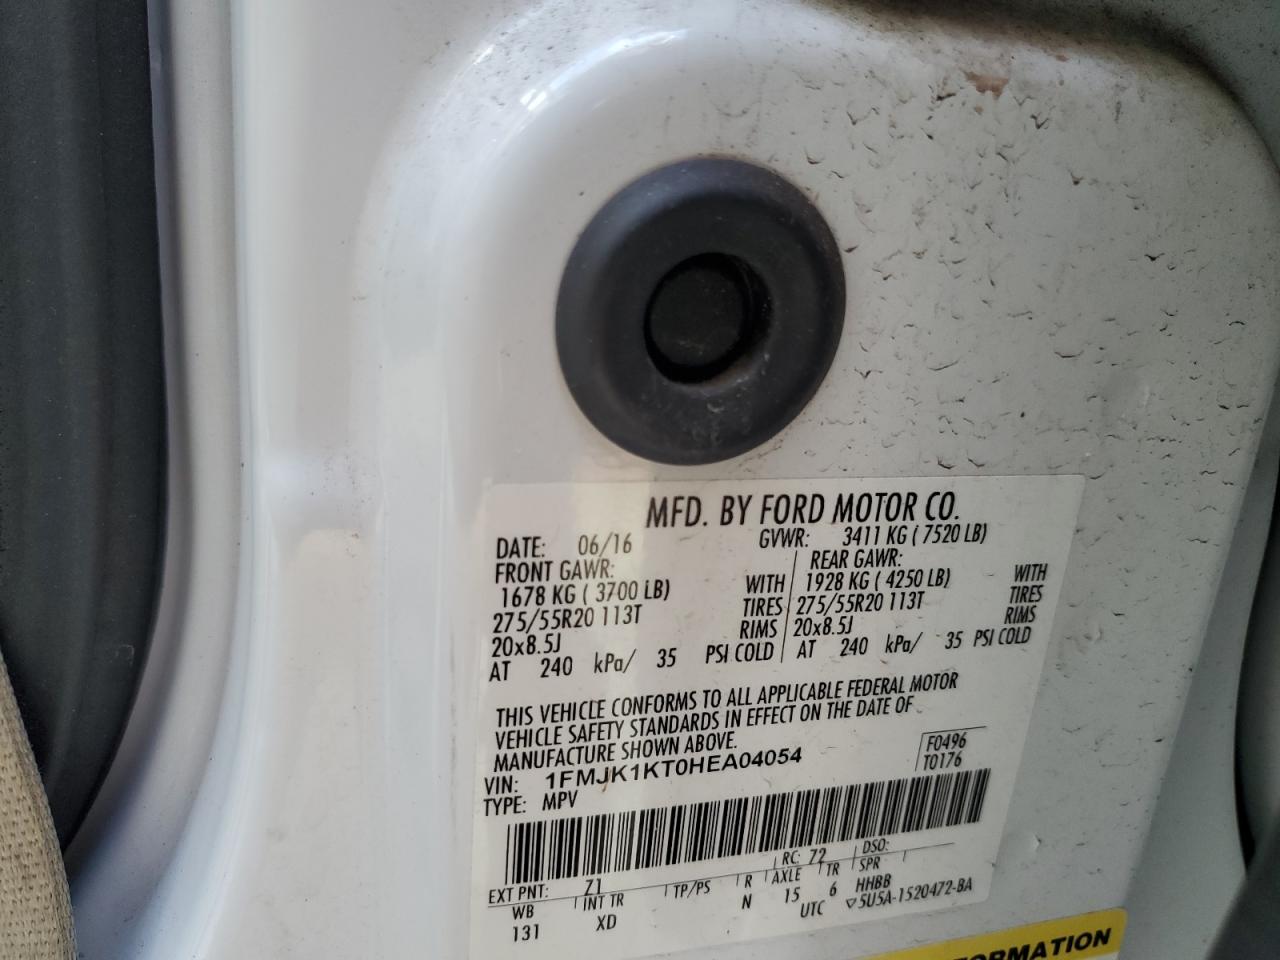 MFD. BY FORD MOTOR CO.
DATE: 06/16 GVWR: 3411 KG ( 7520 LB)
FRONT GAWR: REAR GAWR:
1678 KG ( 3700 LB) WITH 1928 KG ( 4250 LB) WITH
275/55R20 113T TIRES 275/55R20 113T TIRES
20x8.5J RIMS 20x8.5J RIMS
AT 240 kPa/ 35 PSI COLD AT 240 kPa/ 35 PSI COLD
THIS VEHICLE CONFORMS TO ALL APPLICABLE FEDERAL MOTOR
VEHICLE SAFETY STANDARDS IN EFFECT ON THE DATE OF
MANUFACTURE SHOWN ABOVE.
F0496
VIN: 1FMJK1KT0HEA04054
T0176
TYPE: MPV
EXT PNT: Z1 RC: 72 DSO:
WB INT TR TP/PS R AXLE TR SPR
131 XD N 15 6 HHBB
UTC ▽5U5A-1520472-BA
FORMATION